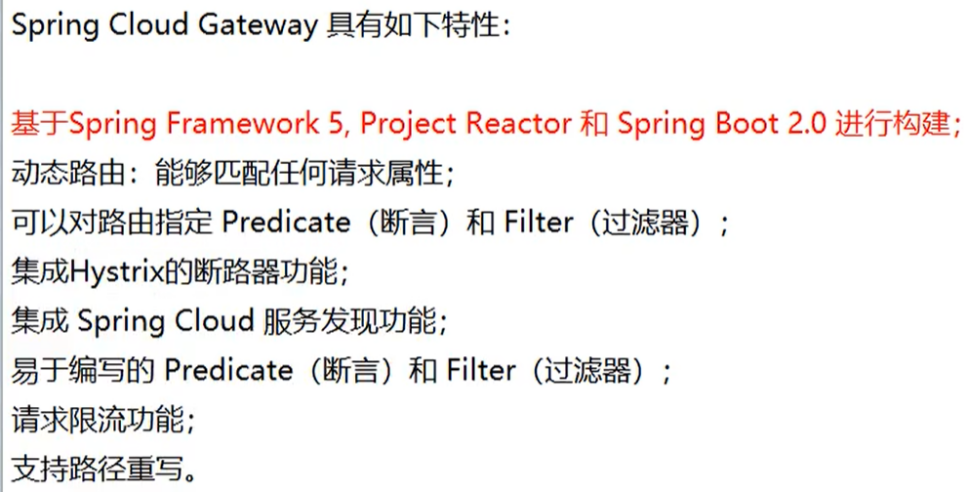 Spring Cloud Gateway 具有如下特性：
基于Spring Framework 5, Project Reactor 和 Spring Boot 2.0 进行构建；
动态路由：能够匹配任何请求属性；
可以对路由指定 Predicate（断言）和 Filter（过滤器）；
集成Hystrix的断路器功能；
集成 Spring Cloud 服务发现功能；
易于编写的 Predicate（断言）和 Filter（过滤器）；
请求限流功能；
支持路径重写。